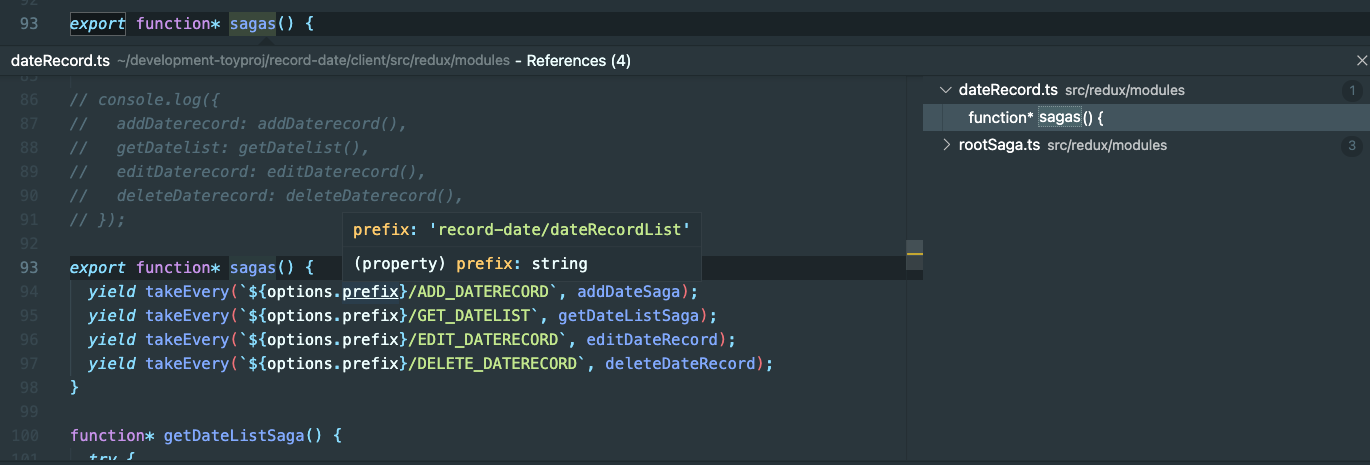 92
93 export function* sagas() {
dateRecord.ts ~/development-toyproj/record-date/client/src/redux/modules - References (4)
85
86 // console.log({
87 //   addDaterecord: addDaterecord(),
88 //   getDatelist: getDatelist(),
89 //   editDaterecord: editDaterecord(),
90 //   deleteDaterecord: deleteDaterecord(),
91 // });
92
prefix: 'record-date/dateRecordList'
(property) prefix: string
93 export function* sagas() {
94   yield takeEvery(`${options.prefix}/ADD_DATERECORD`, addDateSaga);
95   yield takeEvery(`${options.prefix}/GET_DATELIST`, getDateListSaga);
96   yield takeEvery(`${options.prefix}/EDIT_DATERECORD`, editDateRecord);
97   yield takeEvery(`${options.prefix}/DELETE_DATERECORD`, deleteDateRecord);
98 }
99
100 function* getDateListSaga() {
101   try {
dateRecord.ts src/redux/modules 1
function* sagas() {
rootSaga.ts src/redux/modules 3